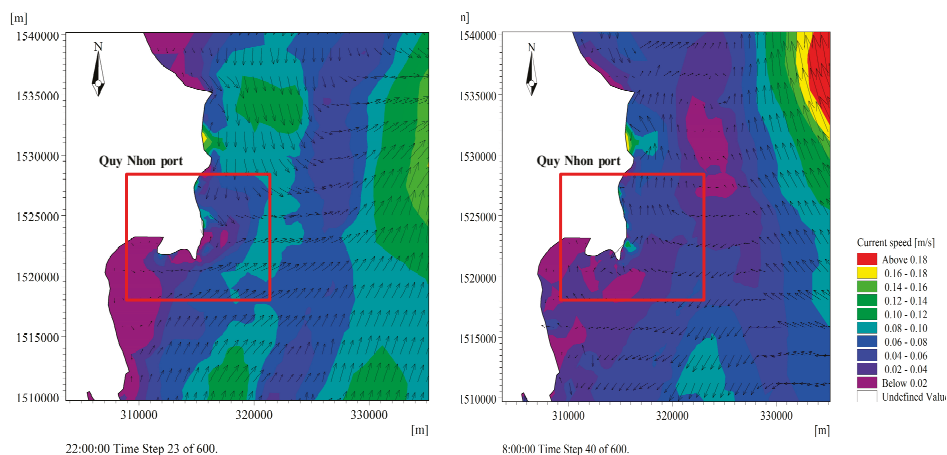 [m]
1540000
N
1535000
1530000
Quy Nhon port
1525000
1520000
1515000
1510000
310000 320000 330000
[m]
22:00:00 Time Step 23 of 600.
n]
1540000
N
1535000
1530000
Quy Nhon port
1525000
1520000
1515000
1510000
310000 320000 330000
[m]
8:00:00 Time Step 40 of 600.
Current speed [m/s]
Above 0.18
0.16 - 0.18
0.14 - 0.16
0.12 - 0.14
0.10 - 0.12
0.08 - 0.10
0.06 - 0.08
0.04 - 0.06
0.02 - 0.04
Below 0.02
Undefined Value